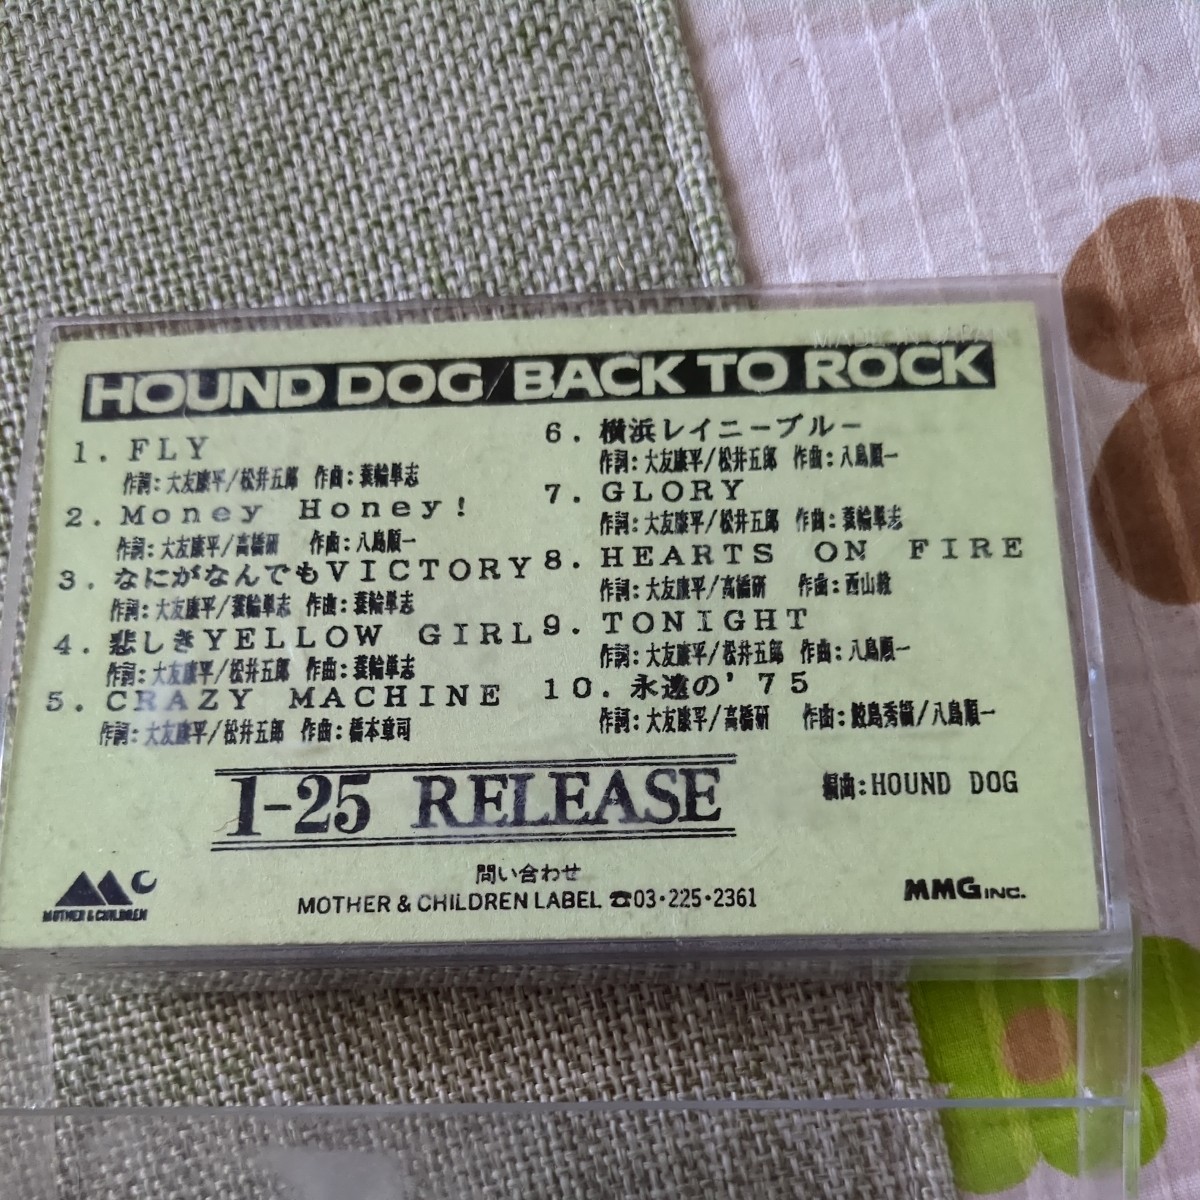 MADE IN JAPAN
HOUND DOG/BACK TO ROCK
1. FLY
作詞:大友康平/松井五郎 作曲:蓑輪単志
2. Money Honey!
作詞:大友康平/高橋研 作曲:八島順一
3. なにがなんでもVICTORY
作詞:大友康平/蓑輪単志 作曲:蓑輪単志
4. 悲しきYELLOW GIRL
作詞:大友康平/松井五郎 作曲:蓑輪単志
5. CRAZY MACHINE
作詞:大友康平/松井五郎 作曲:橋本章司
6. 横浜レイニーブルー
作詞:大友康平/松井五郎 作曲:八島順一
7. GLORY
作詞:大友康平/松井五郎 作曲:蓑輪単志
8. HEARTS ON FIRE
作詞:大友康平/高橋研 作曲:西山毅
9. TONIGHT
作詞:大友康平/松井五郎 作曲:八島順一
10. 永遠の'75
作詞:大友康平/高橋研 作曲:鮫島秀樹/八島順一
1-25 RELEASE
編曲:HOUND DOG
問い合わせ
MOTHER & CHILDREN LABEL ☎03・225・2361
MOTHER & CHILDREN
MMG INC.